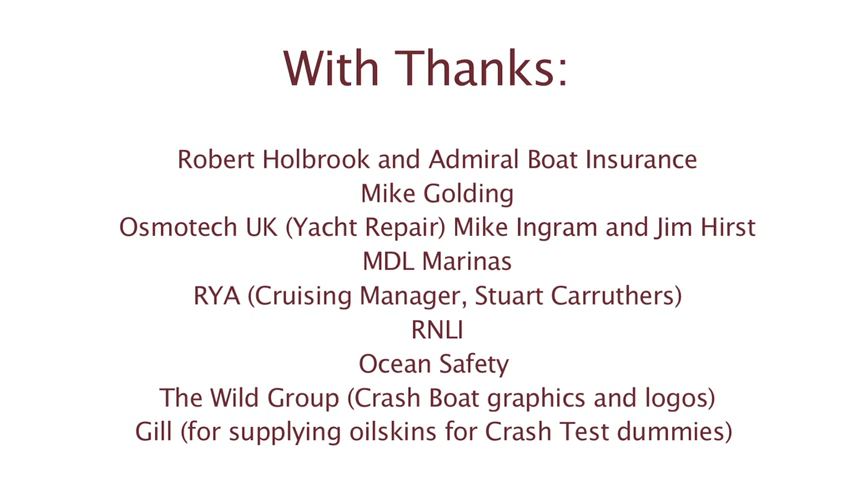 With Thanks:
Robert Holbrook and Admiral Boat Insurance
Mike Golding
Osmotech UK (Yacht Repair) Mike Ingram and Jim Hirst
MDL Marinas
RYA (Cruising Manager, Stuart Carruthers)
RNLI
Ocean Safety
The Wild Group (Crash Boat graphics and logos)
Gill (for supplying oilskins for Crash Test dummies)